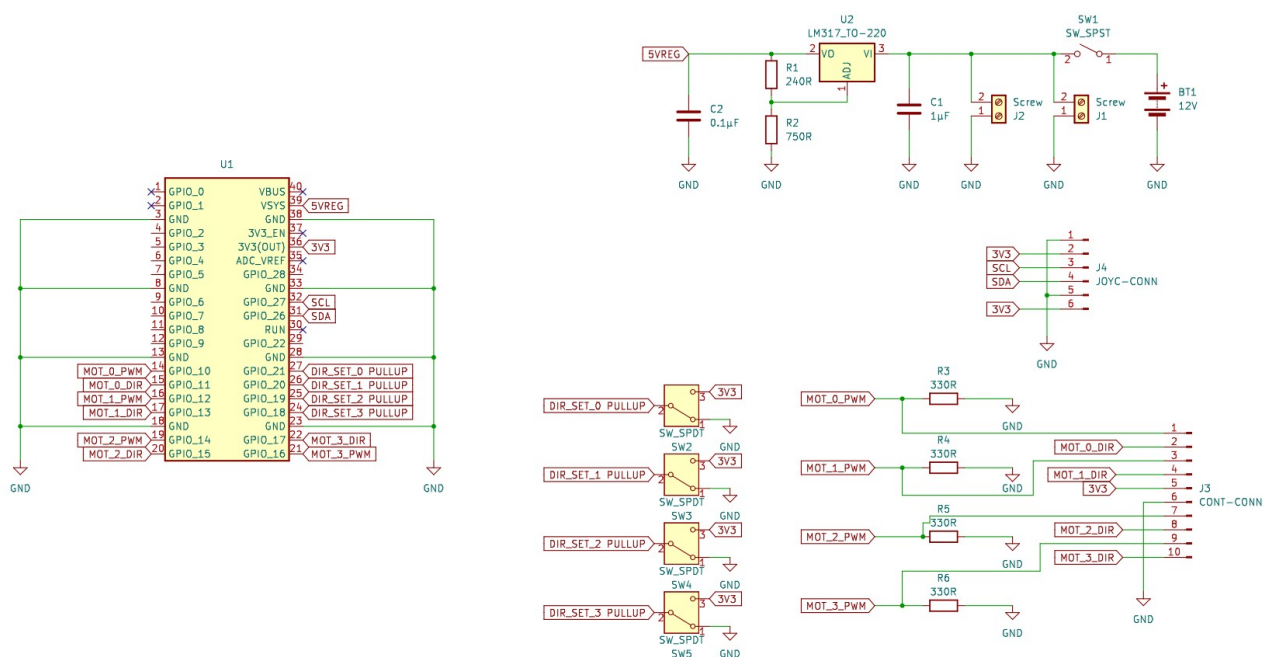 U2
LM317_TO-220
5VREG
2 VO VI 3
ADJ
1
R1
240R
R2
750R
C2
0.1µF
C1
1µF
2
1
Screw
J2
2
1
Screw
J1
SW1
SW_SPST
2 1
+
BT1
12V
GND
GND
GND
GND
GND
GND
U1
1 GPIO_0 VBUS 40
2 GPIO_1 VSYS 39 5VREG
3 GND GND 38
4 GPIO_2 3V3_EN 37
5 GPIO_3 3V3(OUT) 36 3V3
6 GPIO_4 ADC_VREF 35
7 GPIO_5 GPIO_28 34
8 GND GND 33
9 GPIO_6 GPIO_27 32 SCL
10 GPIO_7 GPIO_26 31 SDA
11 GPIO_8 RUN 30
12 GPIO_9 GPIO_22 29
13 GND GND 28
MOT_0_PWM 14 GPIO_10 GPIO_21 27 DIR_SET_0 PULLUP
MOT_0_DIR 15 GPIO_11 GPIO_20 26 DIR_SET_1 PULLUP
MOT_1_PWM 16 GPIO_12 GPIO_19 25 DIR_SET_2 PULLUP
MOT_1_DIR 17 GPIO_13 GPIO_18 24 DIR_SET_3 PULLUP
18 GND GND 23
MOT_2_PWM 19 GPIO_14 GPIO_17 22 MOT_3_DIR
MOT_2_DIR 20 GPIO_15 GPIO_16 21 MOT_3_PWM
GND
GND
1
3V3 2
SCL 3
SDA 4
5
3V3 6
J4
JOYC-CONN
GND
DIR_SET_0 PULLUP 2
3 3V3
1
GND
SW_SPDT
SW2
DIR_SET_1 PULLUP 2
3 3V3
1
GND
SW_SPDT
SW3
DIR_SET_2 PULLUP 2
3 3V3
1
GND
SW_SPDT
SW4
DIR_SET_3 PULLUP 2
3 3V3
1
GND
SW_SPDT
SW5
R3
330R
MOT_0_PWM
GND
R4
330R
MOT_1_PWM
GND
R5
330R
MOT_2_PWM
GND
R6
330R
MOT_3_PWM
GND
1
MOT_0_DIR 2
3
MOT_1_DIR 4
3V3 5
6
7
MOT_2_DIR 8
9
MOT_3_DIR 10
J3
CONT-CONN
GND